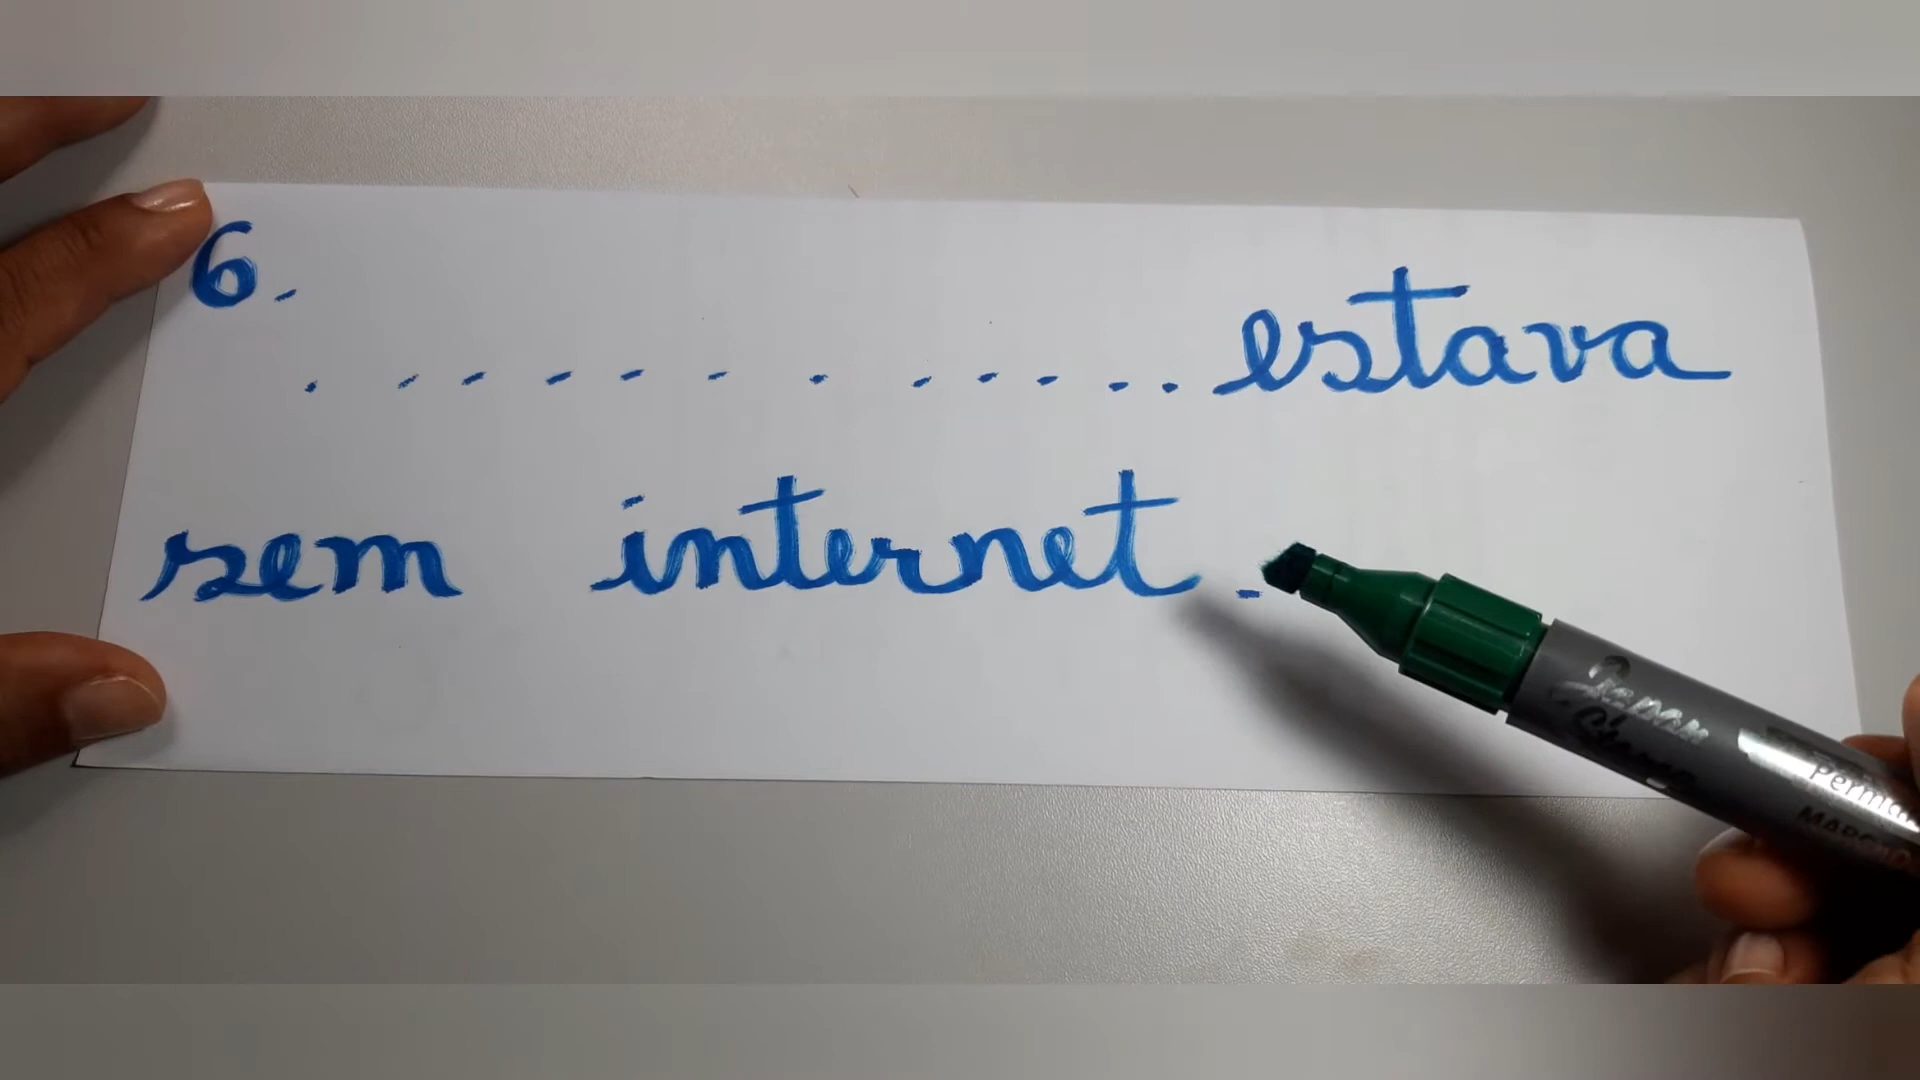 6.
. . . . . . . . . . . . estava
sem internet.